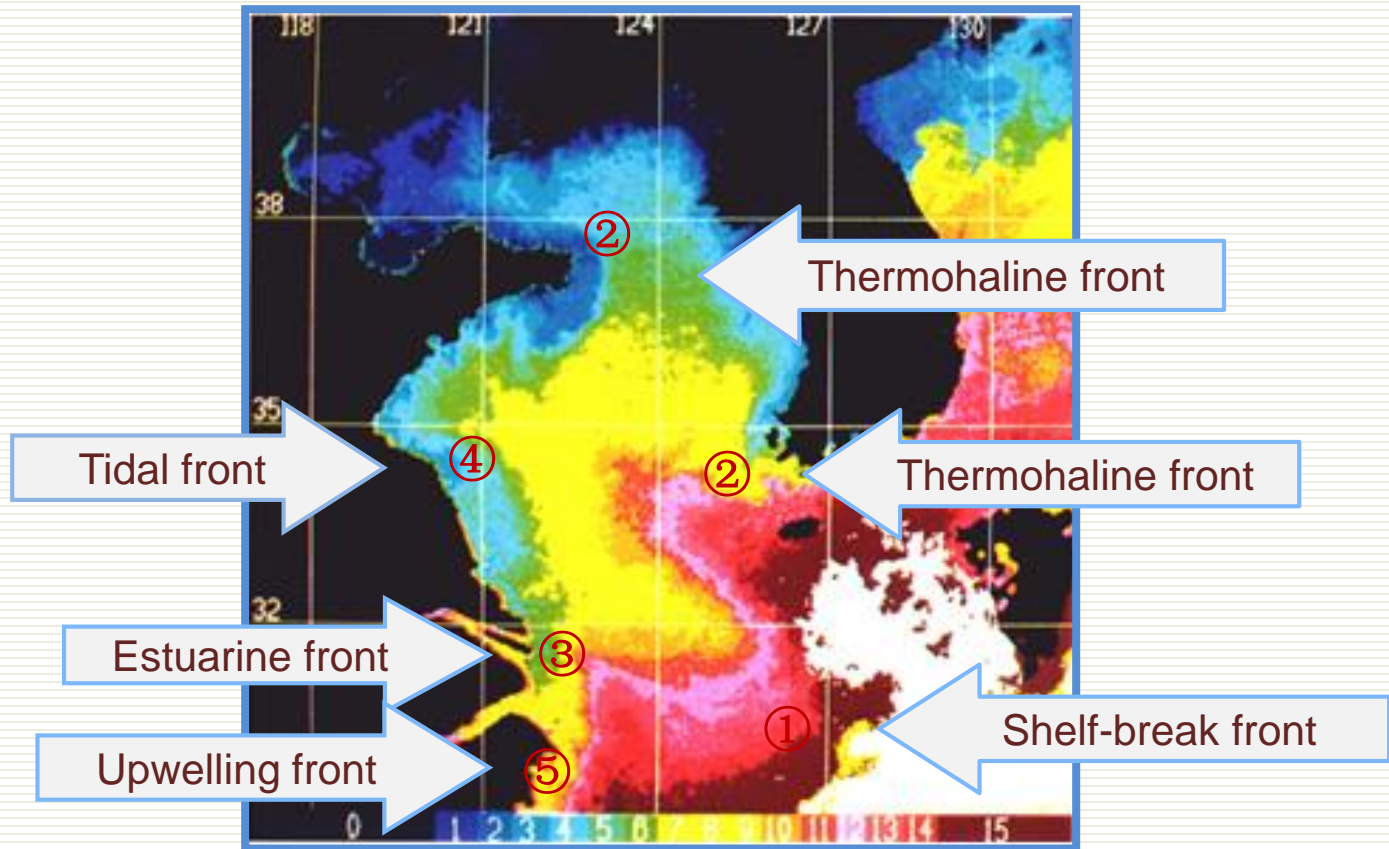 118 121 124 127 130
38
②
Thermohaline front
35
Tidal front
④
②
Thermohaline front
32
Estuarine front
③
①
Shelf-break front
Upwelling front
⑤
0 1 2 3 4 5 6 7 8 9 10 11 12 13 14 15